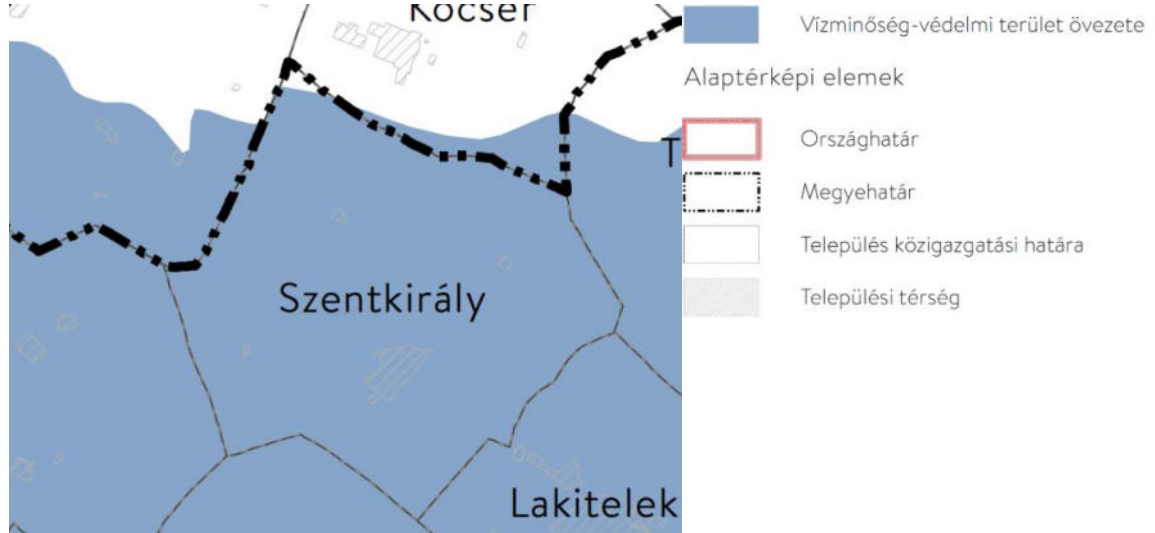 Kocsér
T
Szentkirály
Lakitelek
Vízminőség-védelmi terület övezete
Alaptérképi elemek
Országhatár
Megyehatár
Település közigazgatási határa
Települési térség